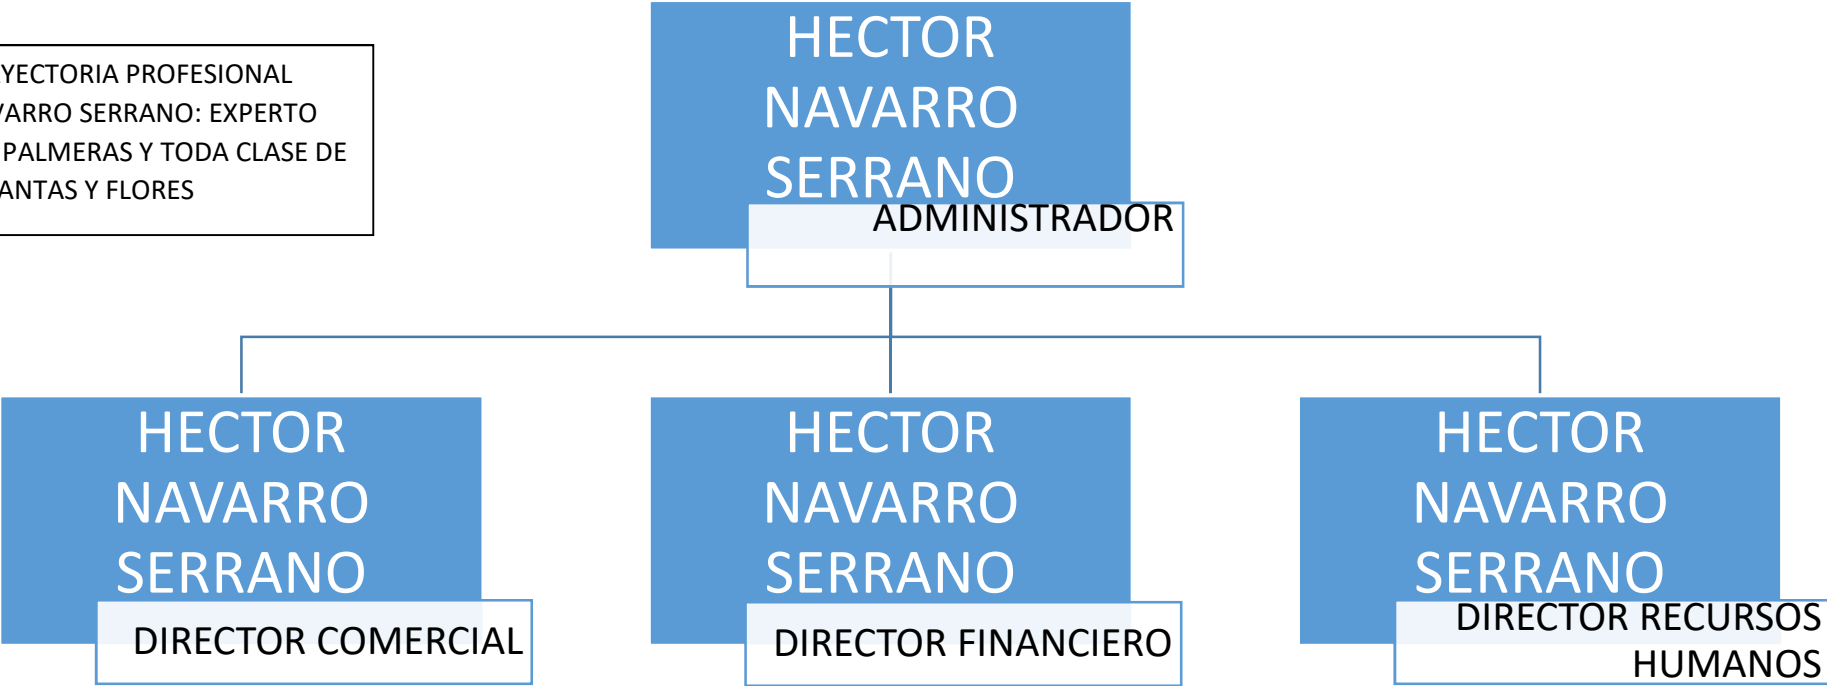 YECTORIA PROFESIONAL
VARRO SERRANO: EXPERTO
PALMERAS Y TODA CLASE DE
ANTAS Y FLORES
HECTOR
NAVARRO
SERRANO
ADMINISTRADOR
HECTOR
NAVARRO
SERRANO
DIRECTOR COMERCIAL
HECTOR
NAVARRO
SERRANO
DIRECTOR FINANCIERO
HECTOR
NAVARRO
SERRANO
DIRECTOR RECURSOS
HUMANOS